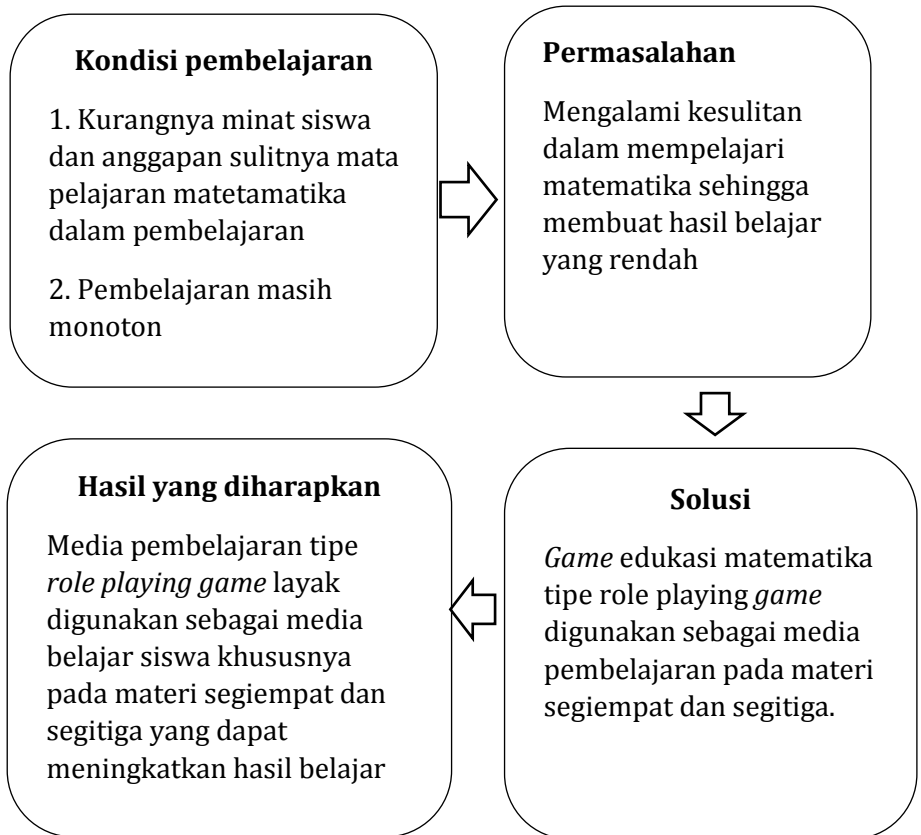 Kondisi pembelajaran
1. Kurangnya minat siswa
dan anggapan sulitnya mata
pelajaran matetamatika
dalam pembelajaran
2. Pembelajaran masih
monoton
Permasalahan
Mengalami kesulitan
dalam mempelajari
matematika sehingga
membuat hasil belajar
yang rendah
Solusi
Game edukasi matematika
tipe role playing game
digunakan sebagai media
pembelajaran pada materi
segiempat dan segitiga.
Hasil yang diharapkan
Media pembelajaran tipe
role playing game layak
digunakan sebagai media
belajar siswa khususnya
pada materi segiempat dan
segitiga yang dapat
meningkatkan hasil belajar